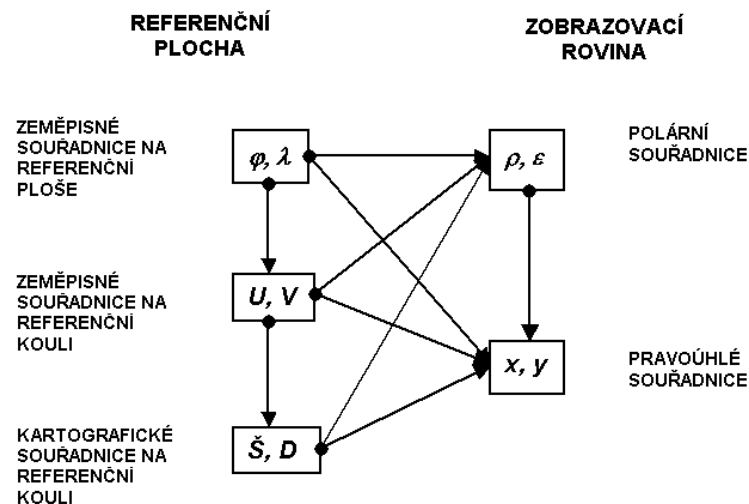 REFERENČNÍ
PLOCHA
ZOBRAZOVACÍ
ROVINA
ZEMĚPISNÉ
SOUŘADNICE NA
REFERENČNÍ
PLOŠE
φ, λ
ρ, ε
POLÁRNÍ
SOUŘADNICE
ZEMĚPISNÉ
SOUŘADNICE NA
REFERENČNÍ
KOULI
U, V
x, y
PRAVOÚHLÉ
SOUŘADNICE
KARTOGRAFICKÉ
SOUŘADNICE NA
REFERENČNÍ
KOULI
Š, D